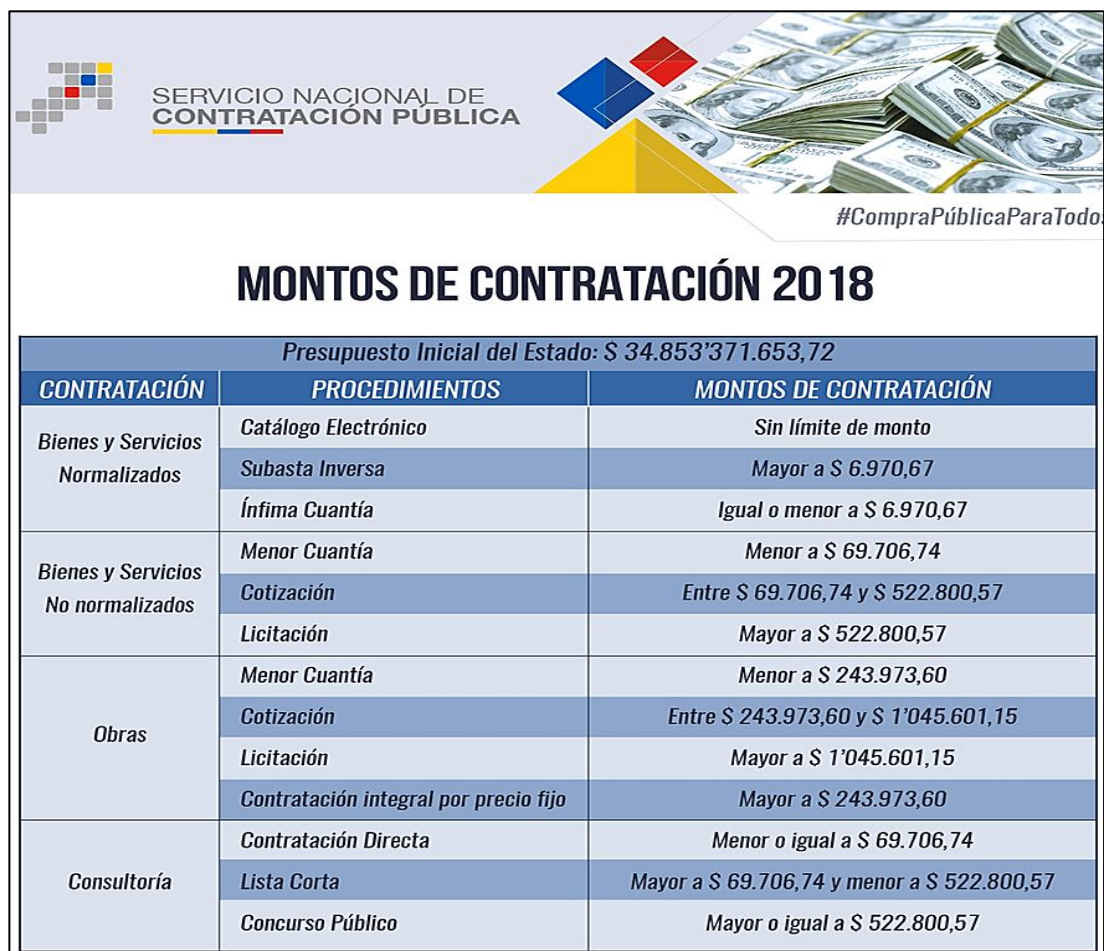 SERVICIO NACIONAL DE
CONTRATACIÓN PÚBLICA
#CompraPúblicaParaTodos
MONTOS DE CONTRATACIÓN 2018
Presupuesto Inicial del Estado: $ 34.853'371.653,72
CONTRATACIÓN PROCEDIMIENTOS MONTOS DE CONTRATACIÓN
Bienes y Servicios
Normalizados
Catálogo Electrónico Sin límite de monto
Subasta Inversa Mayor a $ 6.970,67
Ínfima Cuantía Igual o menor a $ 6.970,67
Bienes y Servicios
No normalizados
Menor Cuantía Menor a $ 69.706,74
Cotización Entre $ 69.706,74 y $ 522.800,57
Licitación Mayor a $ 522.800,57
Obras
Menor Cuantía Menor a $ 243.973,60
Cotización Entre $ 243.973,60 y $ 1'045.601,15
Licitación Mayor a $ 1'045.601,15
Contratación integral por precio fijo Mayor a $ 243.973,60
Consultoría
Contratación Directa Menor o igual a $ 69.706,74
Lista Corta Mayor a $ 69.706,74 y menor a $ 522.800,57
Concurso Público Mayor o igual a $ 522.800,57